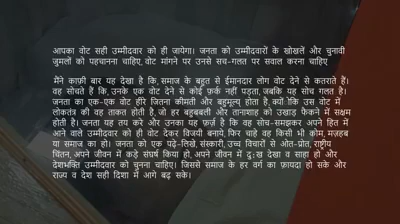 आपका वोट सही उम्मीदवार को ही जायेगा। जनता को उम्मीदवारों के खोखलें और चुनावी
जुमलों को पहचानना चाहिए, वोट मांगने पर उनसे सच-गलत पर सवाल करना चाहिए
मैंने काफ़ी बार यह देखा है कि, समाज के बहुत से ईमानदार लोग वोट देने से कतराते हैं।
वह सोचते हैं कि, उनके एक वोट देने से कोई फ़र्क नहीं पड़ता, जबकि यह सोच गलत है।
जनता का एक-एक वोट हीरे जितना कीमती और बहुमूल्य होता है, क्योंकि उस वोट में
लोकतंत्र की वह ताकत होती है, जो हर बहुबली और तानाशाह को उखाड़ फेंकने में सक्षम
होती है। जनता यह तय करे और उनका यह फ़र्ज़ है कि वह सोच-समझकर अपने हित में
आने वाले उम्मीदवार को ही वोट देकर विजयी बनाये, फिर चाहे वह किसी भी कोम, मज़हब
या समाज का हो। जनता को एक पढ़े-लिखे, संस्कारी, उच्च विचारों से ओत-प्रोत, राष्ट्रीय
चिंतन, अपने जीवन में कड़े संघर्ष किया हो, अपने जीवन में दु:ख देखा व साहा हो और
देशभक्ति उम्मीदवार को चुनना चाहिए। जिससे समाज के हर वर्ग का फ़ायदा हो सके और
राज्य व देश सही दिशा में आगे बढ़ सके।